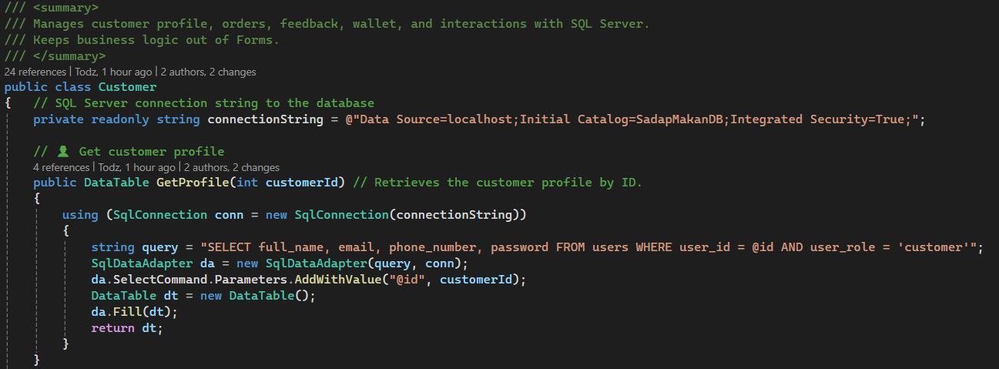 /// <summary>
/// Manages customer profile, orders, feedback, wallet, and interactions with SQL Server.
/// Keeps business logic out of Forms.
/// </summary>
24 references | Todz, 1 hour ago | 2 authors, 2 changes
public class Customer
{ // SQL Server connection string to the database
private readonly string connectionString = @"Data Source=localhost;Initial Catalog=SadapMakanDB;Integrated Security=True;";
// 👤 Get customer profile
4 references | Todz, 1 hour ago | 2 authors, 2 changes
public DataTable GetProfile(int customerId) // Retrieves the customer profile by ID.
{
using (SqlConnection conn = new SqlConnection(connectionString))
{
string query = "SELECT full_name, email, phone_number, password FROM users WHERE user_id = @id AND user_role = 'customer'";
SqlDataAdapter da = new SqlDataAdapter(query, conn);
da.SelectCommand.Parameters.AddWithValue("@id", customerId);
DataTable dt = new DataTable();
da.Fill(dt);
return dt;
}
}